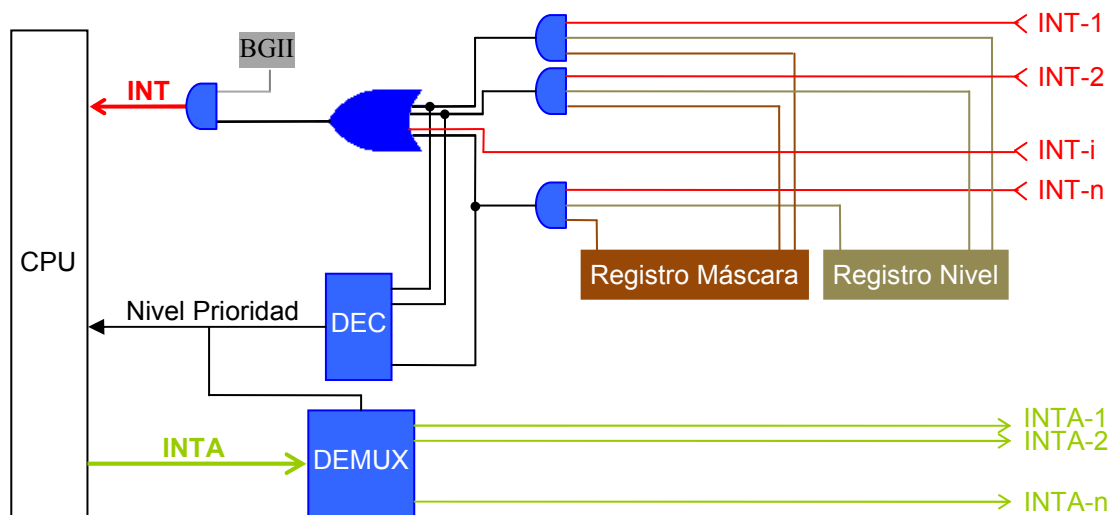 INT-1
BGII
INT-2
INT
INT-i
INT-n
CPU
Registro Máscara
Registro Nivel
Nivel Prioridad
DEC
INTA-1
INTA-2
INTA
DEMUX
INTA-n